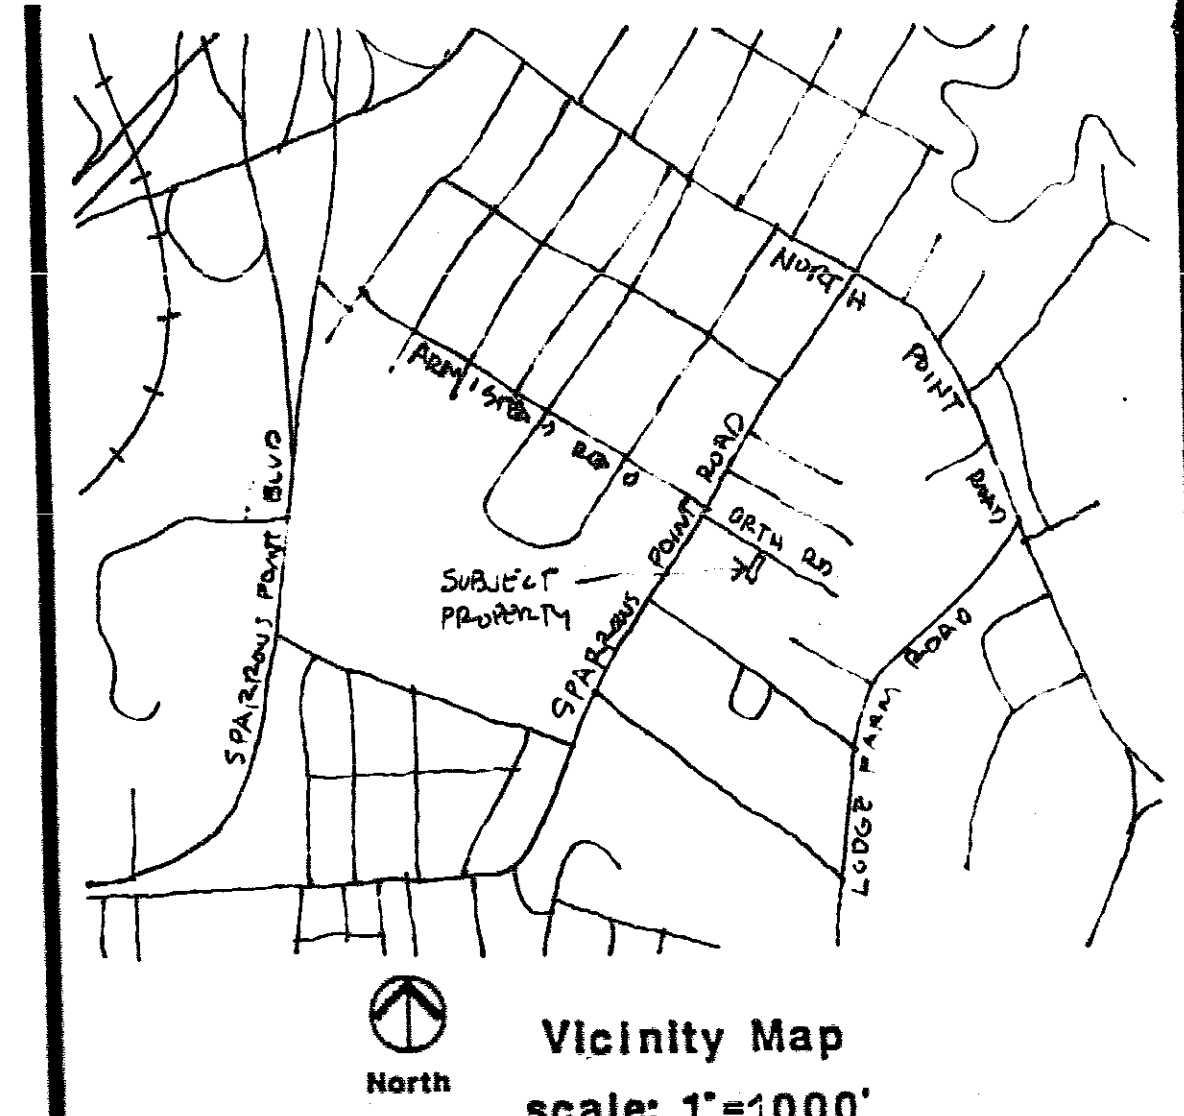 NORTH
POINT
ROAD
ARMISTEAD RD
SPARROWS POINT ROAD
ORTH RD
SUBJECT
PROPERTY
SPARROWS POINT BLVD
LODGE FARM ROAD
North
Vicinity Map
scale: 1"=1000'